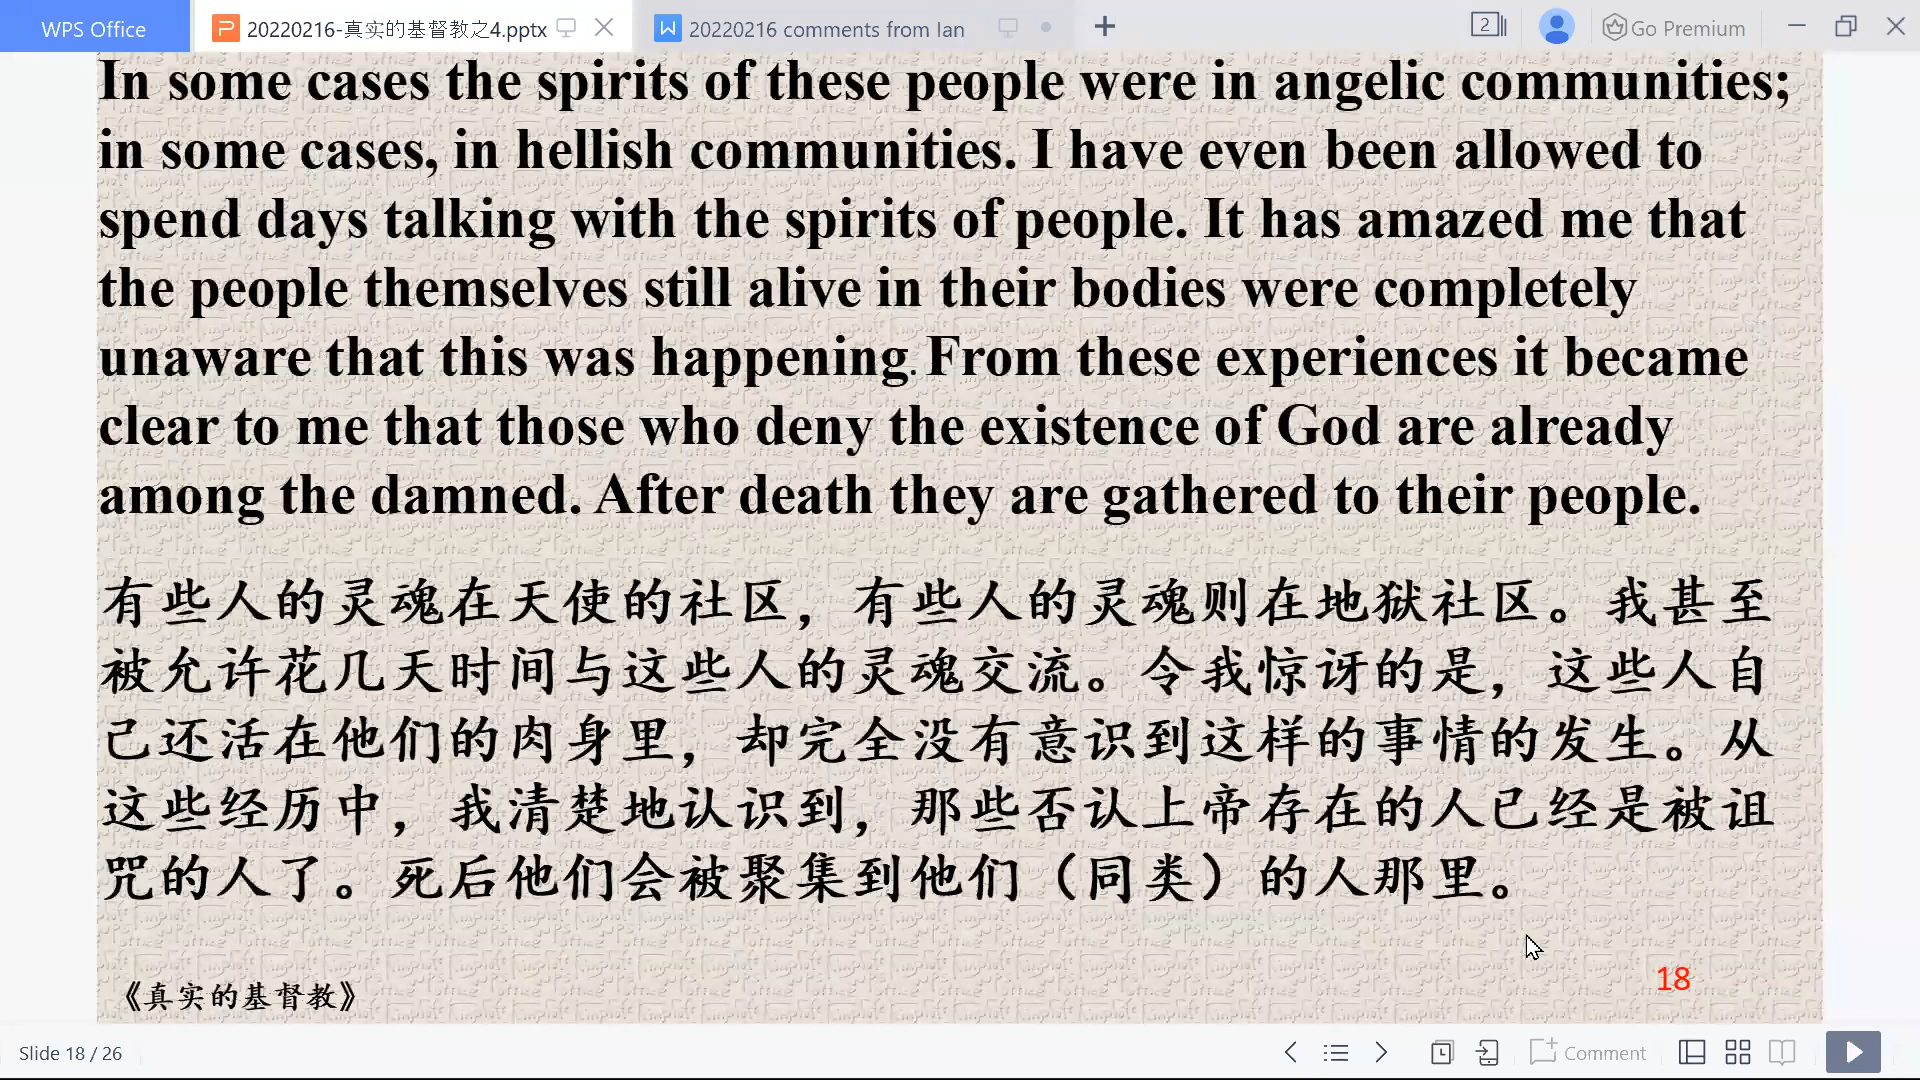 WPS Office
20220216-真实的基督教之4.pptx
20220216 comments from Ian
2
Go Premium
In some cases the spirits of these people were in angelic communities;
in some cases, in hellish communities. I have even been allowed to
spend days talking with the spirits of people. It has amazed me that
the people themselves still alive in their bodies were completely
unaware that this was happening. From these experiences it became
clear to me that those who deny the existence of God are already
among the damned. After death they are gathered to their people.
有些人的灵魂在天使的社区，有些人的灵魂则在地狱社区。我甚至
被允许花几天时间与这些人的灵魂交流。令我惊讶的是，这些人自
己还活在他们的肉身里，却完全没有意识到这样的事情的发生。从
这些经历中，我清楚地认识到，那些否认上帝存在的人已经是被诅
咒的人了。死后他们会被聚集到他们（同类）的人那里。
《真实的基督教》
18
Slide 18 / 26
Comment